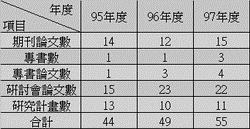 年度
項目 95年度 96年度 97年度
期刊論文數 14 12 15
專書數 1 1 3
專書論文數 1 3 4
研討會論文數 15 23 22
研究計畫數 13 10 11
合計 44 49 55